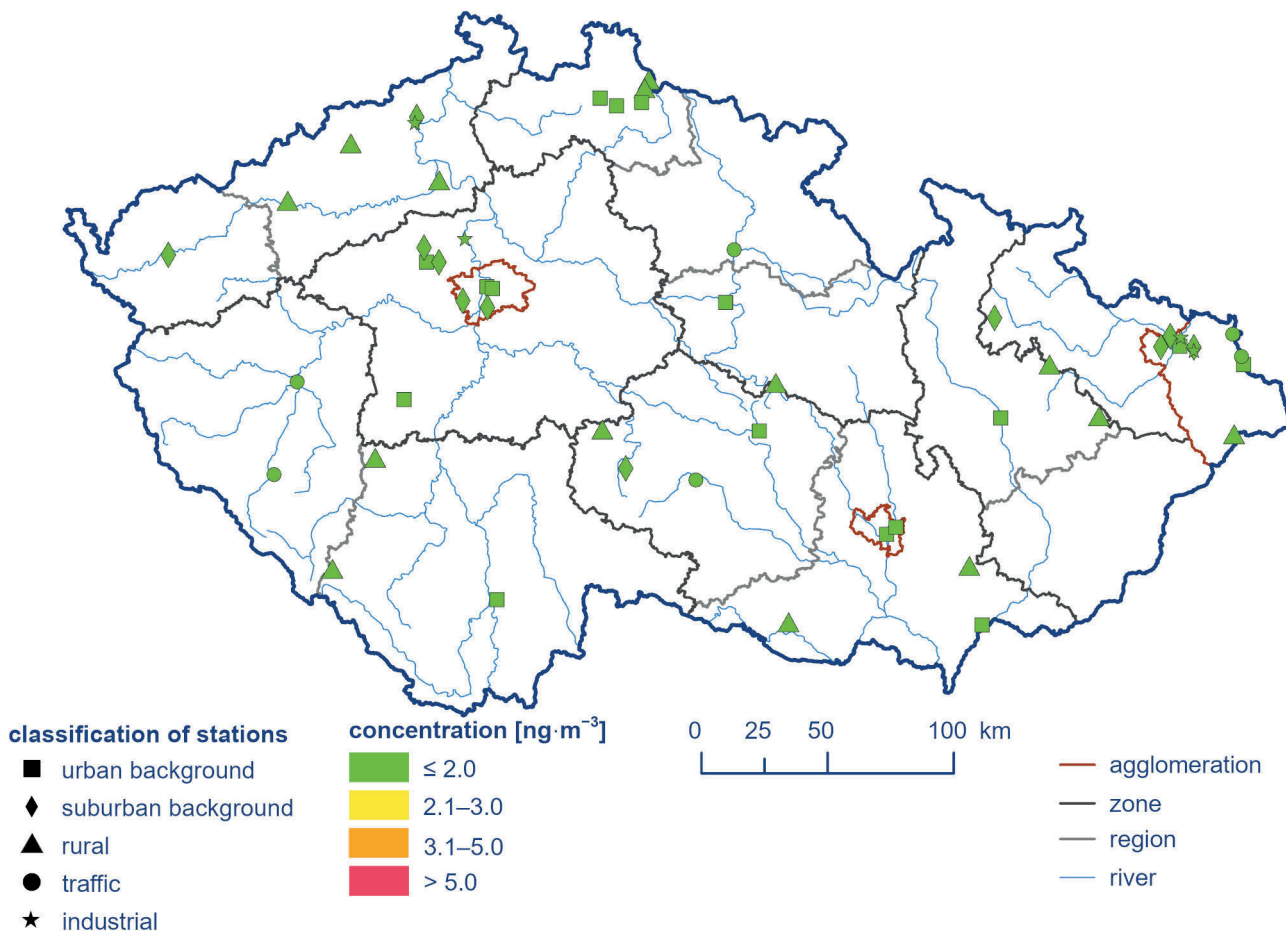 classification of stations
urban background
suburban background
rural
traffic
industrial
concentration [ng·m⁻³]
≤ 2.0
2.1–3.0
3.1–5.0
> 5.0
0 25 50 100 km
agglomeration
zone
region
river